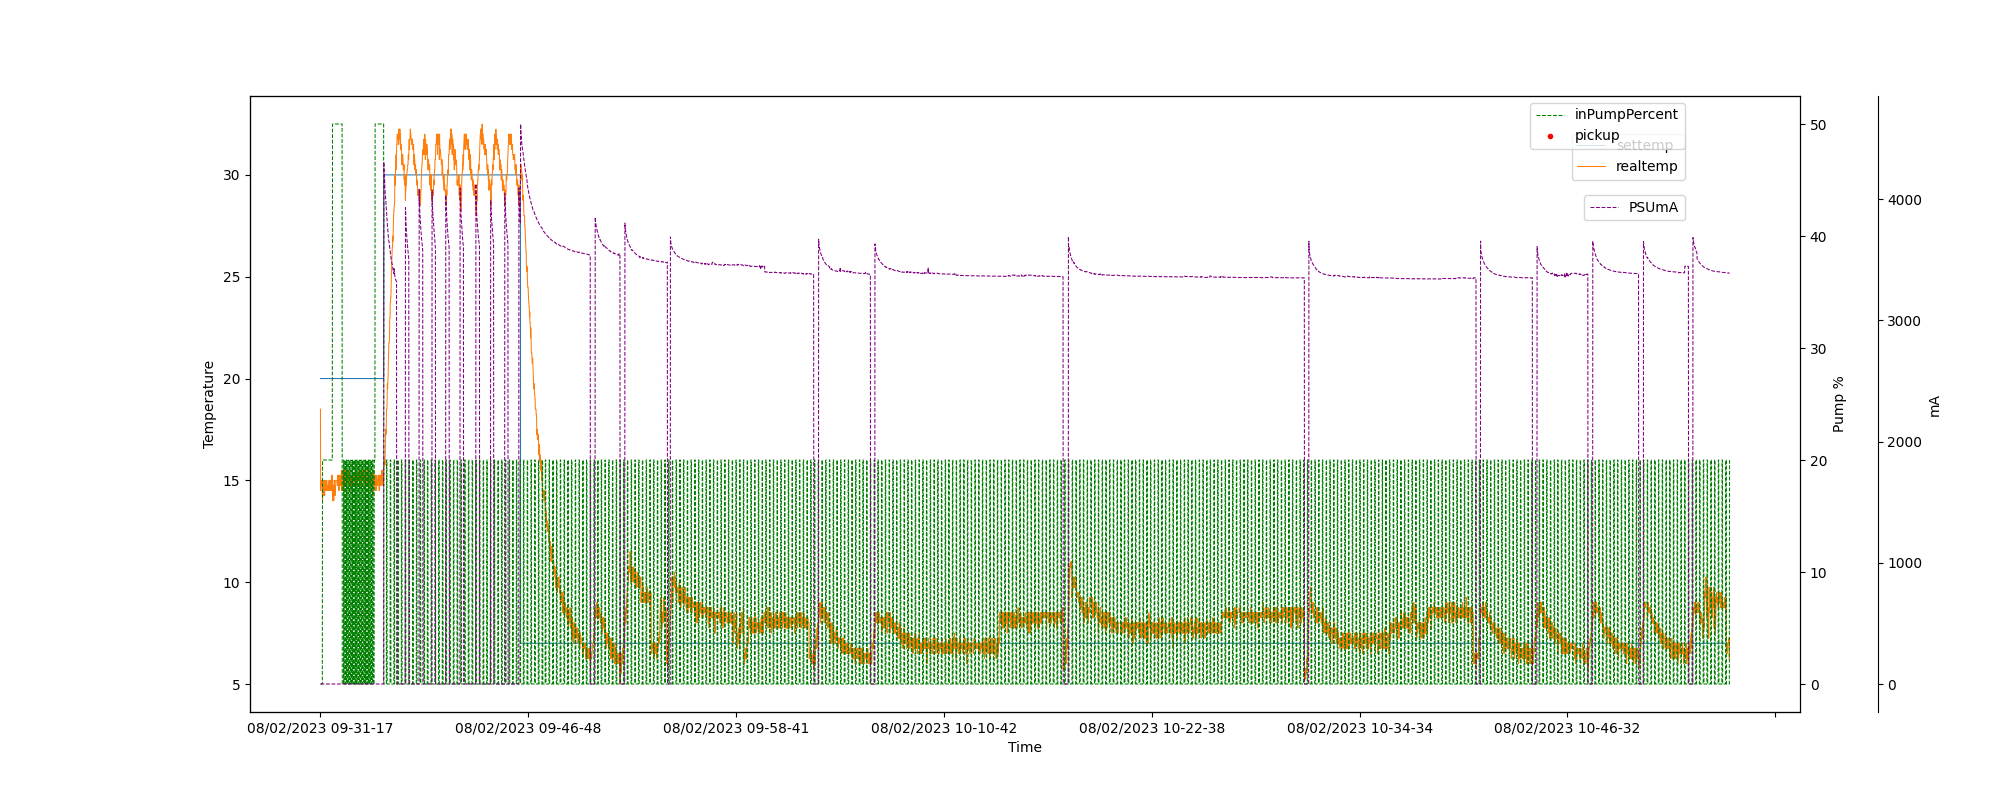 inPumpPercent
pickup
settemp
realtemp
PSUmA
30
25
20
15
10
5
Temperature
50
40
30
20
10
0
Pump %
4000
3000
2000
1000
0
mA
08/02/2023 09-31-17
08/02/2023 09-46-48
08/02/2023 09-58-41
08/02/2023 10-10-42
08/02/2023 10-22-38
08/02/2023 10-34-34
08/02/2023 10-46-32
Time